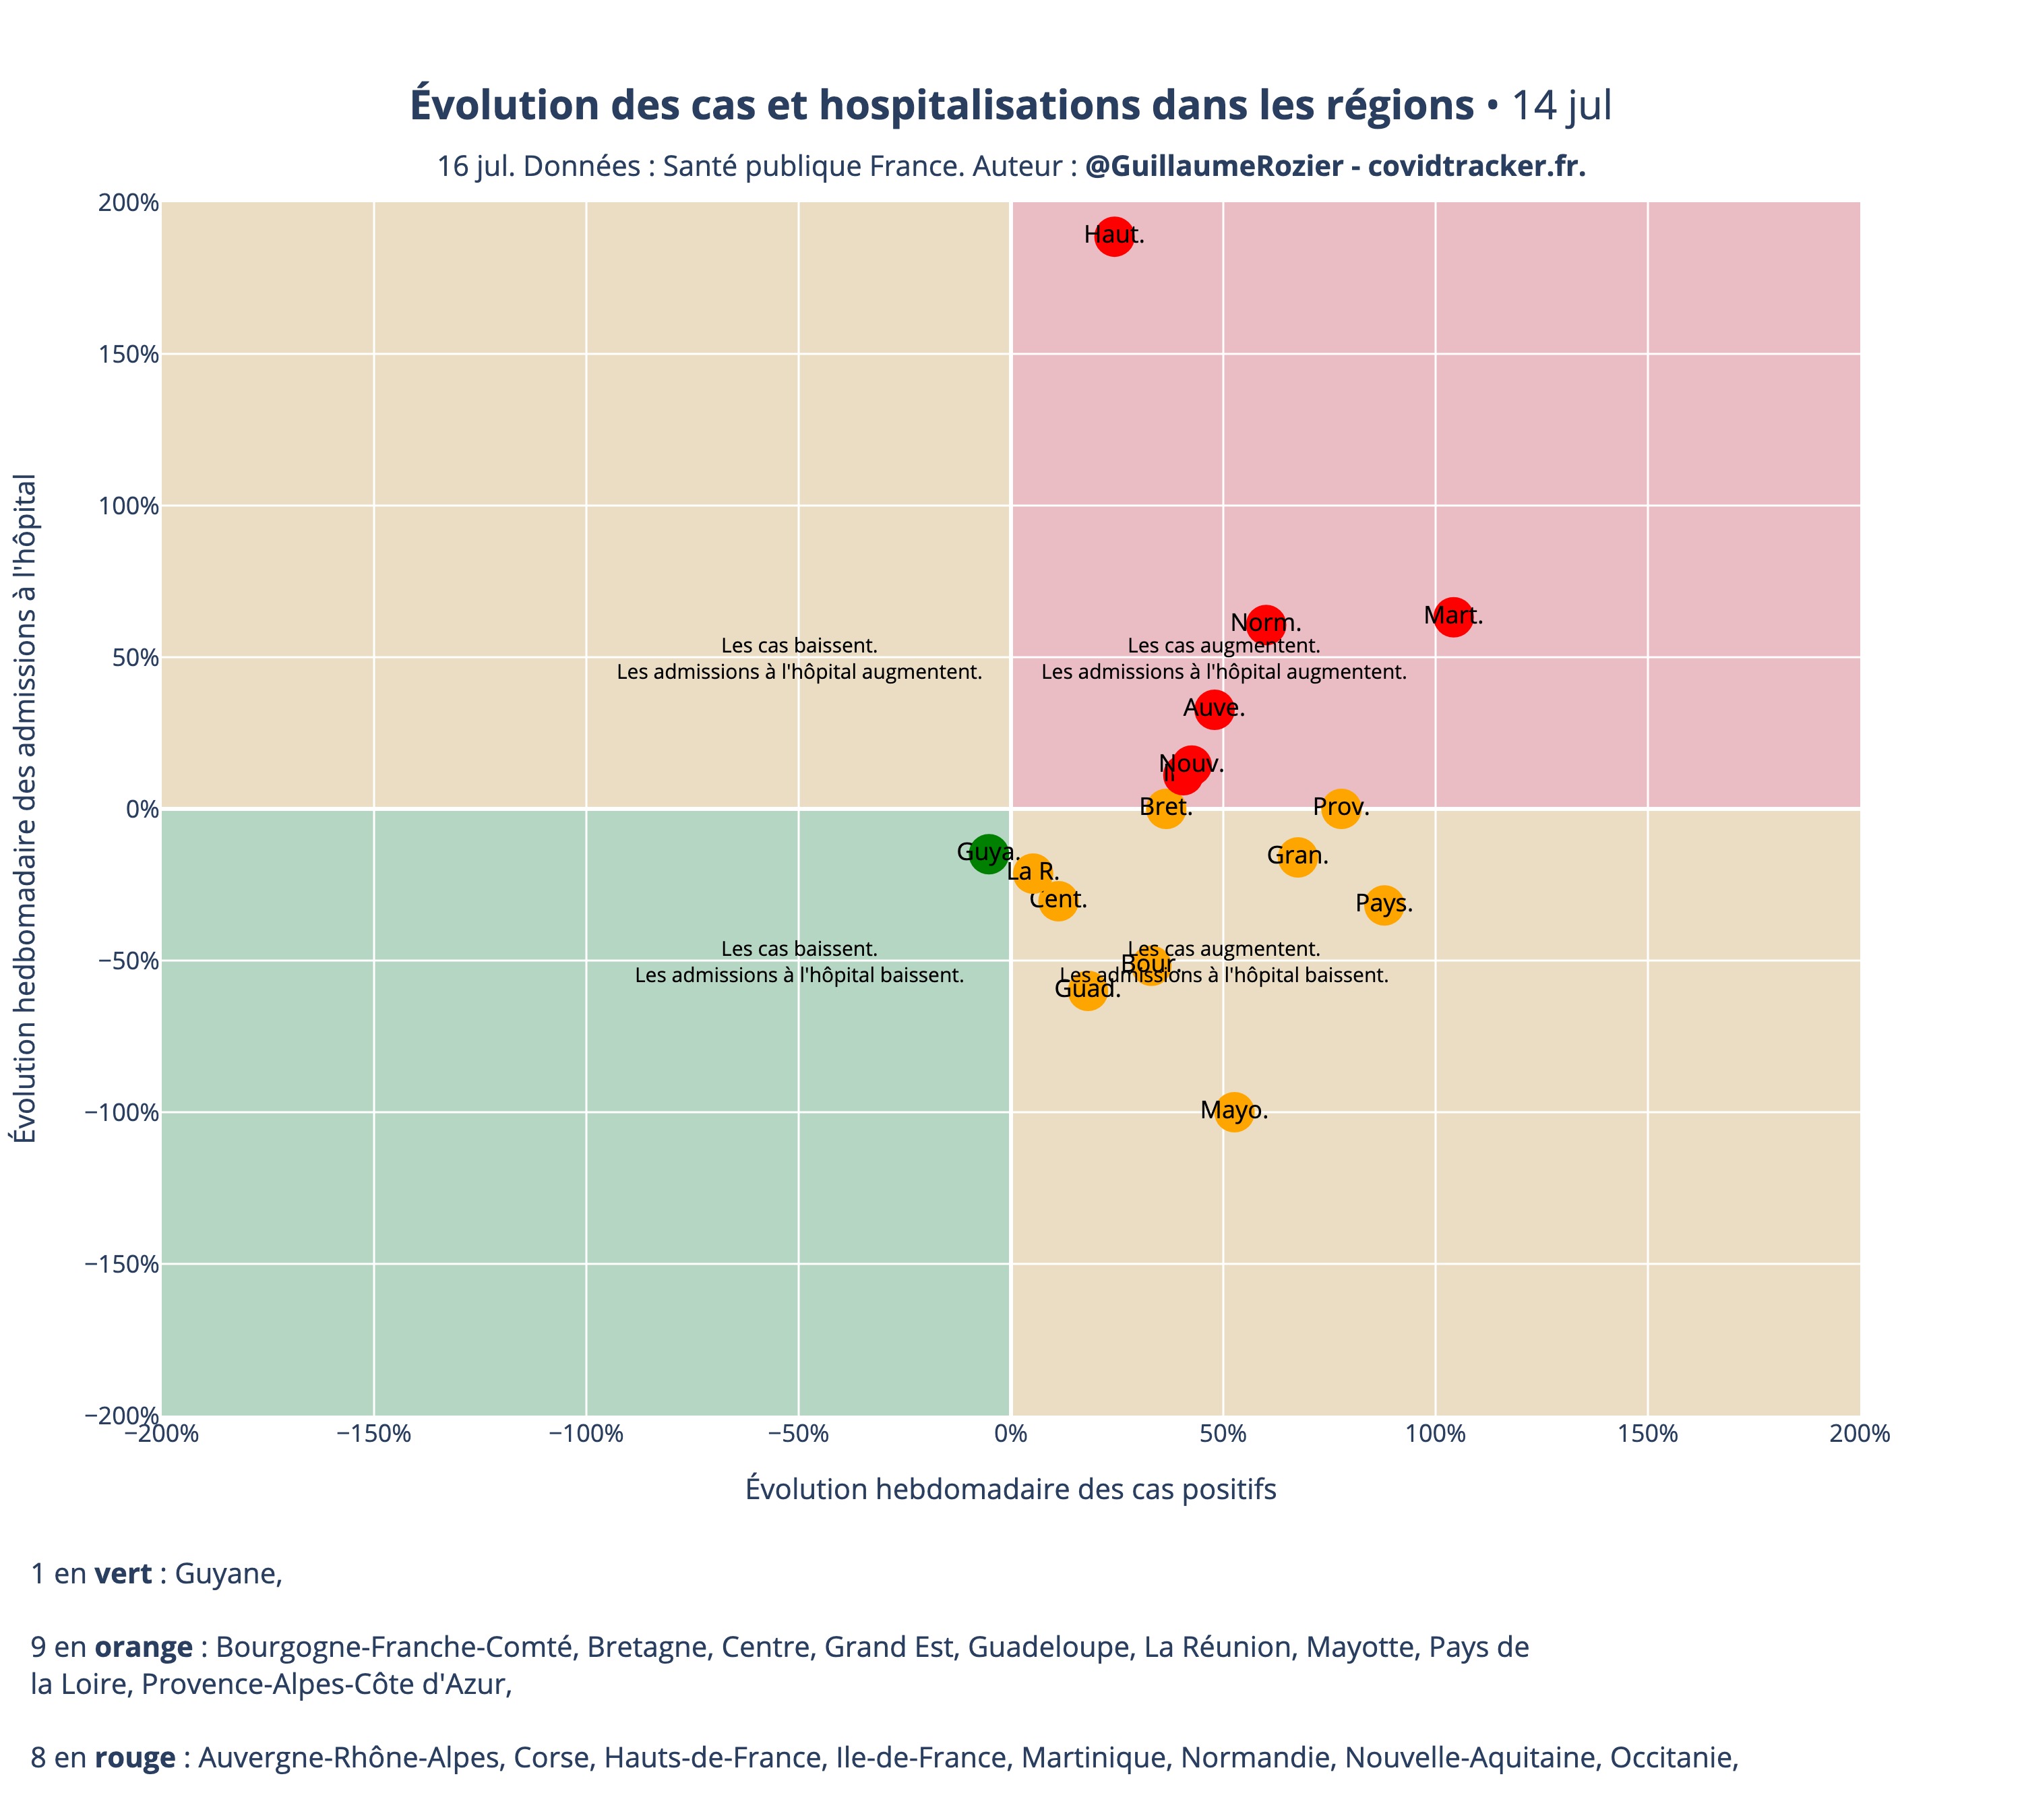 Évolution des cas et hospitalisations dans les régions • 14 jul
16 jul. Données : Santé publique France. Auteur : @GuillaumeRozier - covidtracker.fr.
Évolution hedbomadaire des admissions à l'hôpital
200%
150%
100%
50%
0%
−50%
−100%
−150%
−200%
Haut.
Norm.
Mart.
Les cas baissent.
Les admissions à l'hôpital augmentent.
Les cas augmentent.
Les admissions à l'hôpital augmentent.
Auve.
Nouv.
Bret.
Prov.
Guya.
Gran.
La R.
Cent.
Pays.
Les cas baissent.
Les admissions à l'hôpital baissent.
Les cas augmentent.
Les admissions à l'hôpital baissent.
Bour.
Guad.
Mayo.
−200%
−150%
−100%
−50%
0%
50%
100%
150%
200%
Évolution hebdomadaire des cas positifs
1 en vert : Guyane,
9 en orange : Bourgogne-Franche-Comté, Bretagne, Centre, Grand Est, Guadeloupe, La Réunion, Mayotte, Pays de
la Loire, Provence-Alpes-Côte d'Azur,
8 en rouge : Auvergne-Rhône-Alpes, Corse, Hauts-de-France, Ile-de-France, Martinique, Normandie, Nouvelle-Aquitaine, Occitanie,